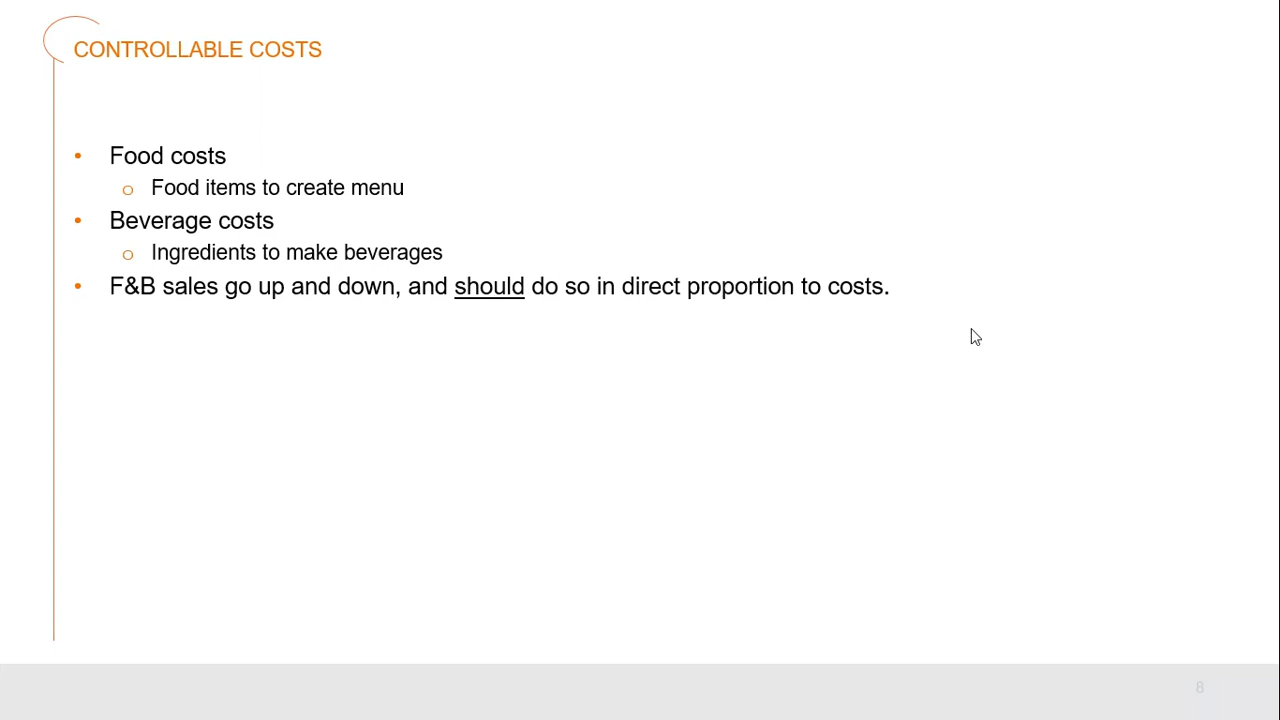 CONTROLLABLE COSTS
• Food costs
o Food items to create menu
• Beverage costs
o Ingredients to make beverages
• F&B sales go up and down, and should do so in direct proportion to costs.
8